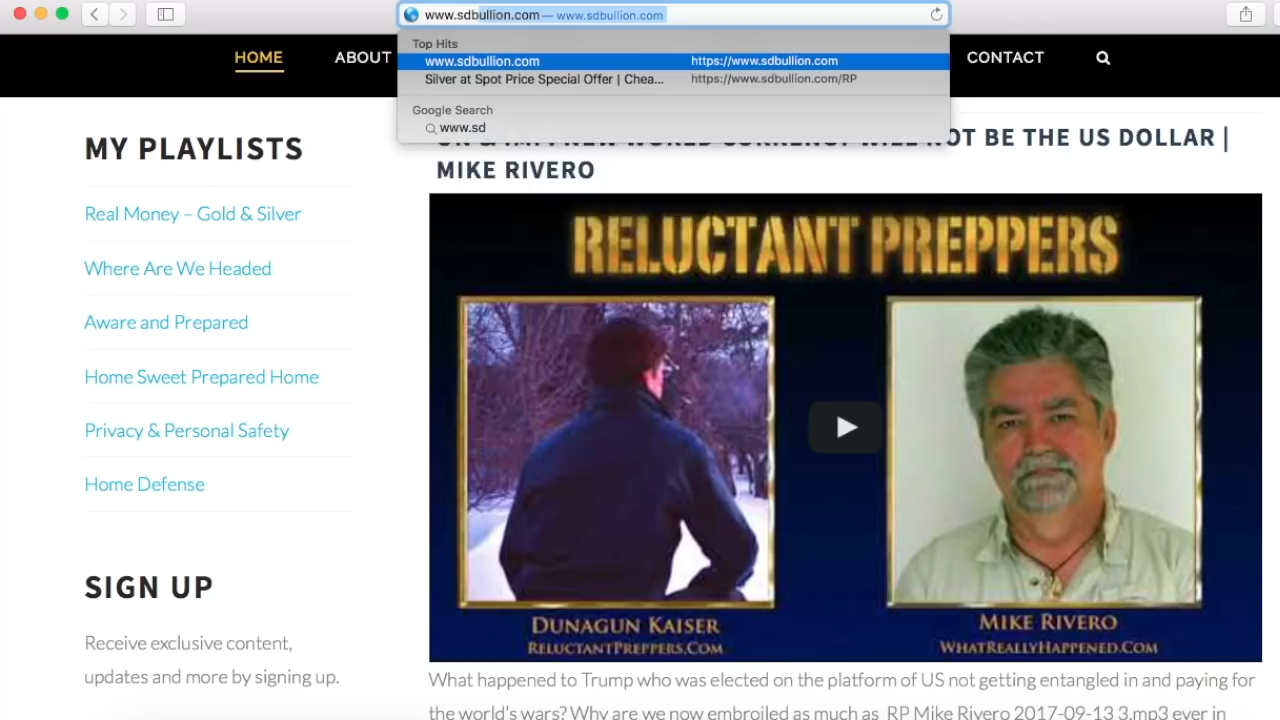 www.sdbullion.com — www.sdbullion.com
Top Hits
www.sdbullion.com https://www.sdbullion.com
Silver at Spot Price Special Offer | Chea... https://www.sdbullion.com/RP
Google Search
www.sd
HOME
ABOUT
CONTACT
MY PLAYLISTS
Real Money – Gold & Silver
Where Are We Headed
Aware and Prepared
Home Sweet Prepared Home
Privacy & Personal Safety
Home Defense
SIGN UP
Receive exclusive content,
updates and more by signing up.
NEW WORLD CURRENCY WILL NOT BE THE US DOLLAR |
MIKE RIVERO
RELUCTANT PREPPERS
DUNAGUN KAISER
RELUCTANTPREPPERS.COM
MIKE RIVERO
WHATREALLYHAPPENED.COM
What happened to Trump who was elected on the platform of US not getting entangled in and paying for
the world's wars? Why are we now embroiled as much as RP Mike Rivero 2017-09-13 3.mp3 ever in